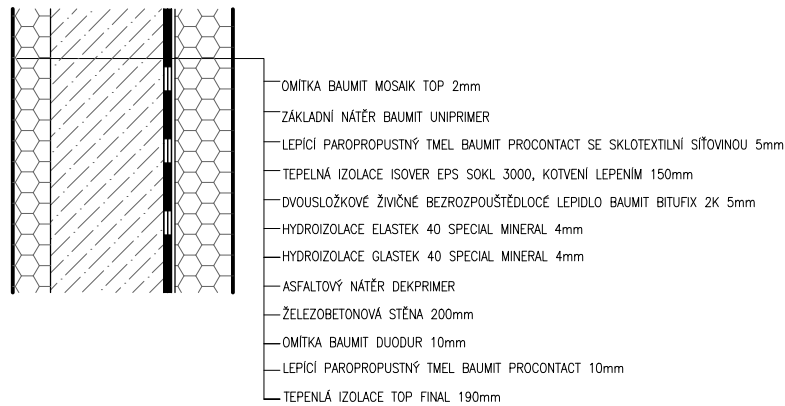 OMÍTKA BAUMIT MOSAIK TOP 2mm
ZÁKLADNÍ NÁTĚR BAUMIT UNIPRIMER
LEPÍCÍ PAROPROPUSTNÝ TMEL BAUMIT PROCONTACT SE SKLOTEXTILNÍ SÍŤOVINOU 5mm
TEPELNÁ IZOLACE ISOVER EPS SOKL 3000, KOTVENÍ LEPENÍM 150mm
DVOUSLOŽKOVÉ ŽIVIČNÉ BEZROZPOUŠTĚDLOCÉ LEPIDLO BAUMIT BITUFIX 2K 5mm
HYDROIZOLACE ELASTEK 40 SPECIAL MINERAL 4mm
HYDROIZOLACE GLASTEK 40 SPECIAL MINERAL 4mm
ASFALTOVÝ NÁTĚR DEKPRIMER
ŽELEZOBETONOVÁ STĚNA 200mm
OMÍTKA BAUMIT DUODUR 10mm
LEPÍCÍ PAROPROPUSTNÝ TMEL BAUMIT PROCONTACT 10mm
TEPENLÁ IZOLACE TOP FINAL 190mm